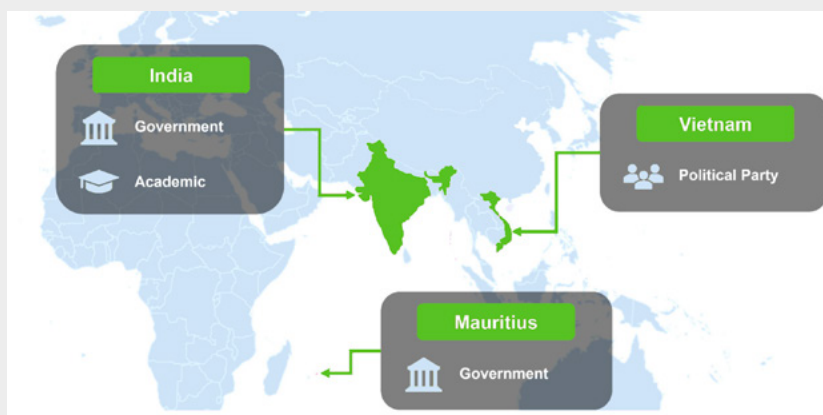 India
Government
Academic
Vietnam
Political Party
Mauritius
Government